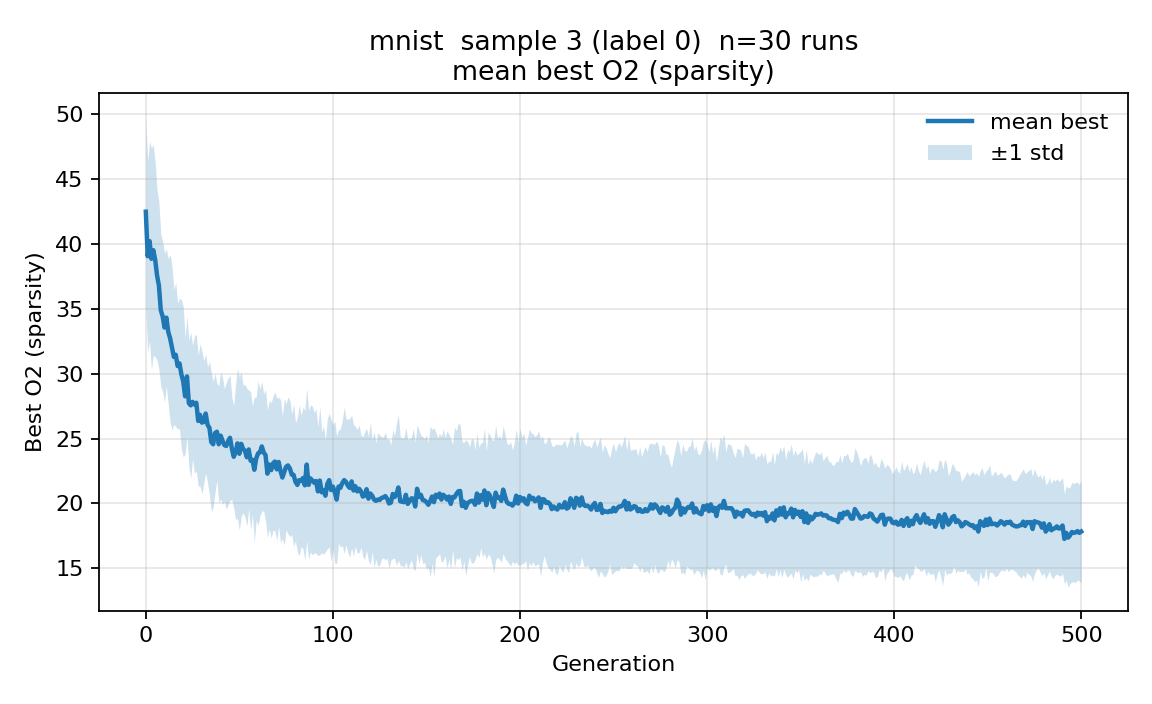 mnist  sample 3 (label 0)  n=30 runs
mean best O2 (sparsity)
mean best
±1 std
50
45
40
35
30
25
20
15
Best O2 (sparsity)
0
100
200
300
400
500
Generation